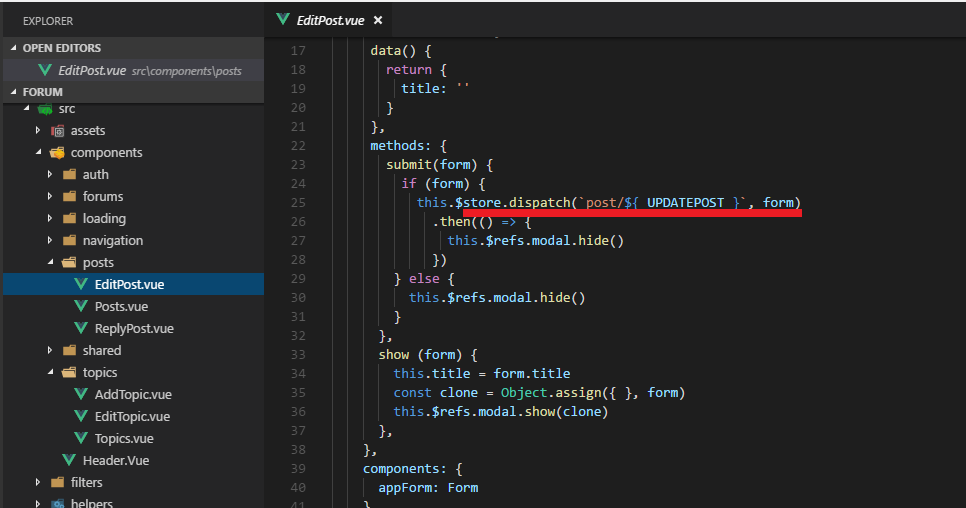 EXPLORER
OPEN EDITORS
EditPost.vue src\components\posts
FORUM
src
assets
components
auth
forums
loading
navigation
posts
EditPost.vue
Posts.vue
ReplyPost.vue
shared
topics
AddTopic.vue
EditTopic.vue
Topics.vue
Header.Vue
filters
helpers
EditPost.vue ×
17 data() {
18 return {
19 title: ''
20 }
21 },
22 methods: {
23 submit(form) {
24 if (form) {
25 this.$store.dispatch(`post/${ UPDATEPOST }`, form)
26 .then(() => {
27 this.$refs.modal.hide()
28 })
29 } else {
30 this.$refs.modal.hide()
31 }
32 },
33 show (form) {
34 this.title = form.title
35 const clone = Object.assign({ }, form)
36 this.$refs.modal.show(clone)
37 },
38 },
39 components: {
40 appForm: Form
41 }